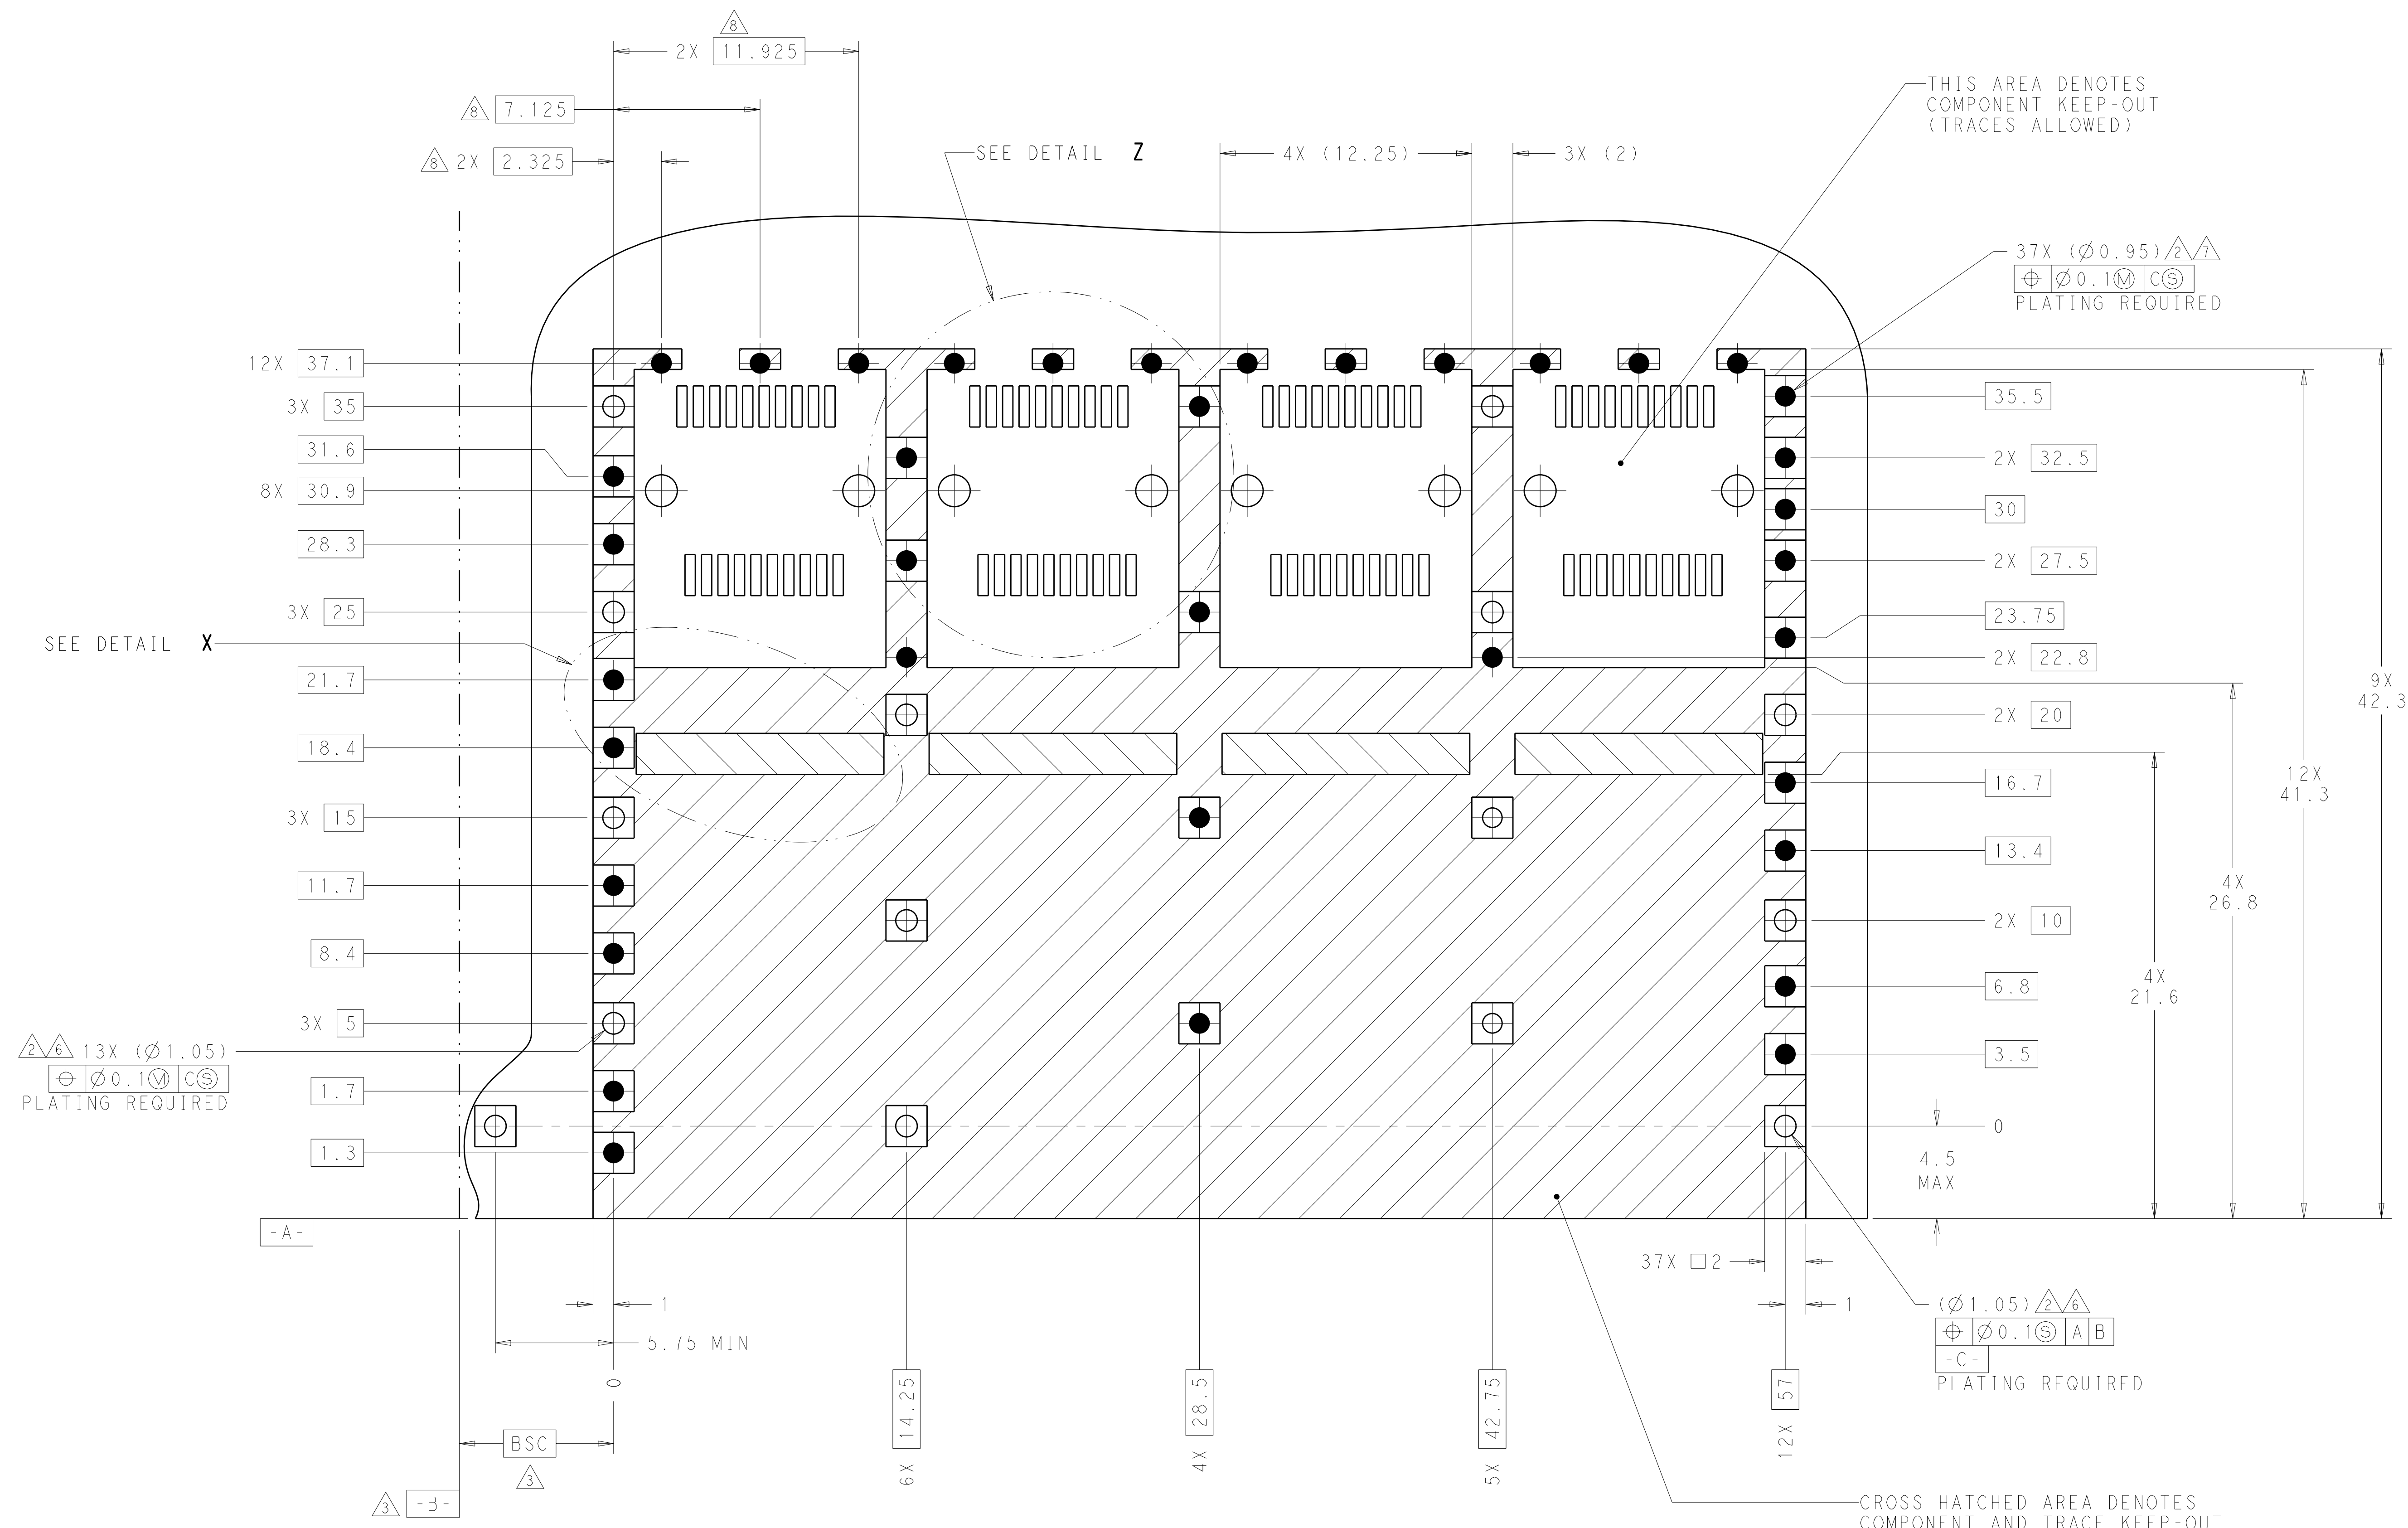 8
2X 11.925
8 7.125
8 2X 2.325
SEE DETAIL Z
4X (12.25)
3X (2)
THIS AREA DENOTES
COMPONENT KEEP-OUT
(TRACES ALLOWED)
37X (Ø0.95) 2 7
⌖ Ø0.1Ⓜ CⓈ
PLATING REQUIRED
12X 37.1
3X 35
31.6
8X 30.9
28.3
3X 25
SEE DETAIL X
21.7
18.4
3X 15
11.7
8.4
3X 5
2 6 13X (Ø1.05)
⌖ Ø0.1Ⓜ CⓈ
PLATING REQUIRED
1.7
1.3
-A-
35.5
2X 32.5
30
2X 27.5
23.75
2X 22.8
2X 20
16.7
13.4
2X 10
6.8
3.5
0
4.5
MAX
4X
21.6
4X
26.8
12X
41.3
9X
42.3
37X □2
1
1
5.75 MIN
0
6X 14.25
4X 28.5
5X 42.75
12X 57
BSC
3
3 -B-
(Ø1.05) 2 6
⌖ Ø0.1Ⓢ A B
-C-
PLATING REQUIRED
CROSS HATCHED AREA DENOTES
COMPONENT AND TRACE KEEP-OUT